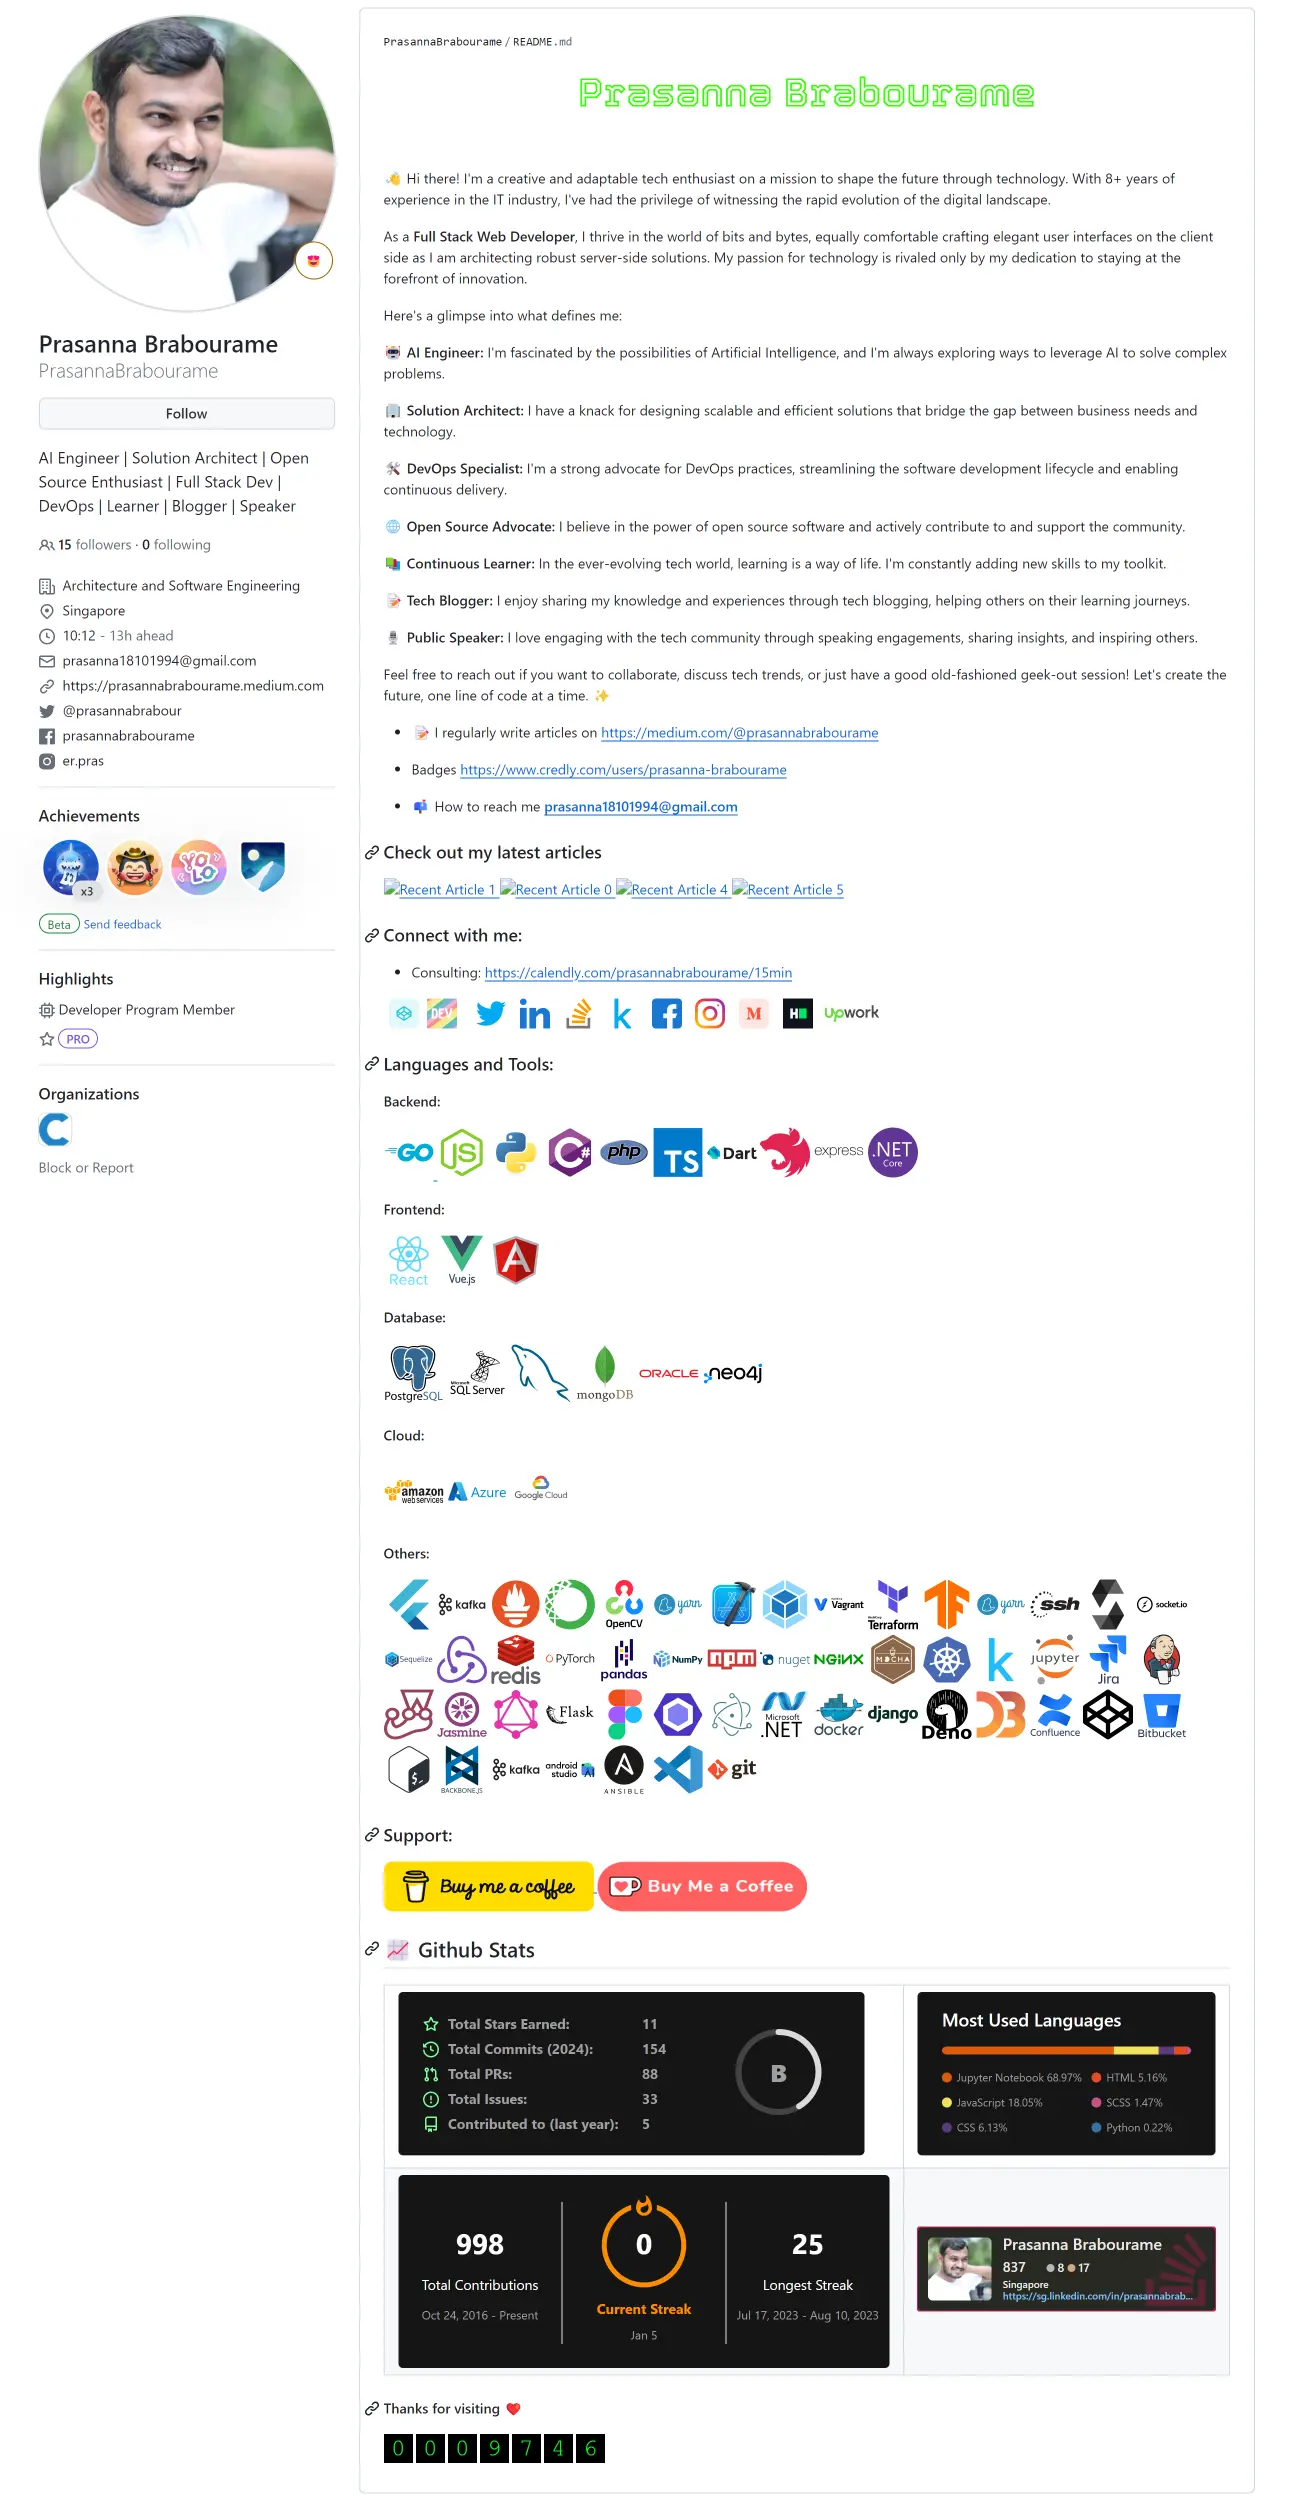 Prasanna Brabourame
PrasannaBrabourame
Follow
AI Engineer | Solution Architect | Open
Source Enthusiast | Full Stack Dev |
DevOps | Learner | Blogger | Speaker
15 followers · 0 following
Architecture and Software Engineering
Singapore
10:12 - 13h ahead
prasanna18101994@gmail.com
https://prasannabrabourame.medium.com
@prasannabrabour
prasannabrabourame
er.pras
Achievements
x3
YOLO
Beta Send feedback
Highlights
Developer Program Member
PRO
Organizations
Block or Report
PrasannaBrabourame / README.md
Prasanna Brabourame
Hi there! I'm a creative and adaptable tech enthusiast on a mission to shape the future through technology. With 8+ years of
experience in the IT industry, I've had the privilege of witnessing the rapid evolution of the digital landscape.
As a Full Stack Web Developer, I thrive in the world of bits and bytes, equally comfortable crafting elegant user interfaces on the client
side as I am architecting robust server-side solutions. My passion for technology is rivaled only by my dedication to staying at the
forefront of innovation.
Here's a glimpse into what defines me:
AI Engineer: I'm fascinated by the possibilities of Artificial Intelligence, and I'm always exploring ways to leverage AI to solve complex
problems.
Solution Architect: I have a knack for designing scalable and efficient solutions that bridge the gap between business needs and
technology.
DevOps Specialist: I'm a strong advocate for DevOps practices, streamlining the software development lifecycle and enabling
continuous delivery.
Open Source Advocate: I believe in the power of open source software and actively contribute to and support the community.
Continuous Learner: In the ever-evolving tech world, learning is a way of life. I'm constantly adding new skills to my toolkit.
Tech Blogger: I enjoy sharing my knowledge and experiences through tech blogging, helping others on their learning journeys.
Public Speaker: I love engaging with the tech community through speaking engagements, sharing insights, and inspiring others.
Feel free to reach out if you want to collaborate, discuss tech trends, or just have a good old-fashioned geek-out session! Let's create the
future, one line of code at a time.
• I regularly write articles on https://medium.com/@prasannabrabourame
• Badges https://www.credly.com/users/prasanna-brabourame
• How to reach me prasanna18101994@gmail.com
Check out my latest articles
Recent Article 1 Recent Article 0 Recent Article 4 Recent Article 5
Connect with me:
• Consulting: https://calendly.com/prasannabrabourame/15min
DEV in k M H Upwork
Languages and Tools:
Backend:
GO JS C# php TS Dart express .NET Core
Frontend:
React Vue.js A
Database:
PostgreSQL Microsoft SQL Server mongoDB ORACLE neo4j
Cloud:
amazon web services Azure Google Cloud
Others:
kafka OpenCV yarn Vagrant HashiCorp Terraform yarn ssh socket.io
Sequelize redis PyTorch pandas NumPy npm nuget NGINX MOCHA k jupyter Jira
Jasmine Flask Microsoft .NET docker django Deno D3 Confluence Bitbucket
BACKBONE.JS kafka android studio ANSIBLE git
Support:
Buy me a coffee Buy Me a Coffee
Github Stats
Total Stars Earned: 11
Total Commits (2024): 154
Total PRs: 88
Total Issues: 33
Contributed to (last year): 5
B
Most Used Languages
Jupyter Notebook 68.97% HTML 5.16%
JavaScript 18.05% SCSS 1.47%
CSS 6.13% Python 0.22%
998
Total Contributions
Oct 24, 2016 - Present
0
Current Streak
Jan 5
25
Longest Streak
Jul 17, 2023 - Aug 10, 2023
Prasanna Brabourame
837 8 17
Singapore
https://sg.linkedin.com/in/prasannabrab...
Thanks for visiting
0009746